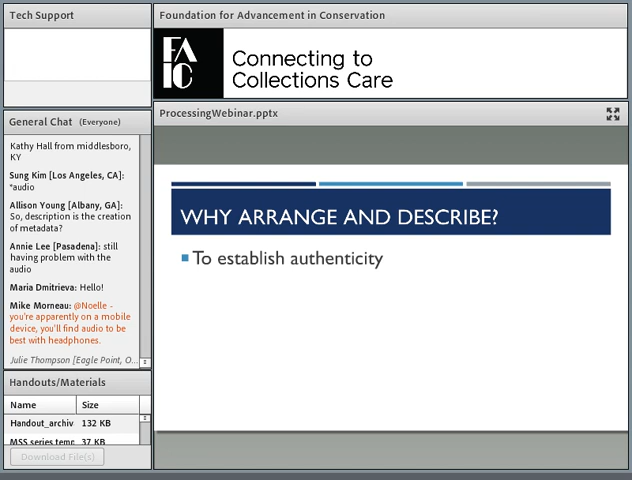 Tech Support
Foundation for Advancement in Conservation
FA
IC
Connecting to
Collections Care
General Chat (Everyone)
Kathy Hall from middlesboro,
KY
Sung Kim [Los Angeles, CA]:
*audio
Allison Young [Albany, GA]:
So, description is the creation
of metadata?
Annie Lee [Pasadena]: still
having problem with the
audio
Maria Dmitrieva: Hello!
Mike Morneau: @Noelle -
you're apparently on a mobile
device, you'll find audio to be
best with headphones.
Julie Thompson [Eagle Point, O...
ProcessingWebinar.pptx
WHY ARRANGE AND DESCRIBE?
To establish authenticity
Handouts/Materials
Name Size
Handout_archiv 132 KB
MSS series temp 37 KB
Download File(s)